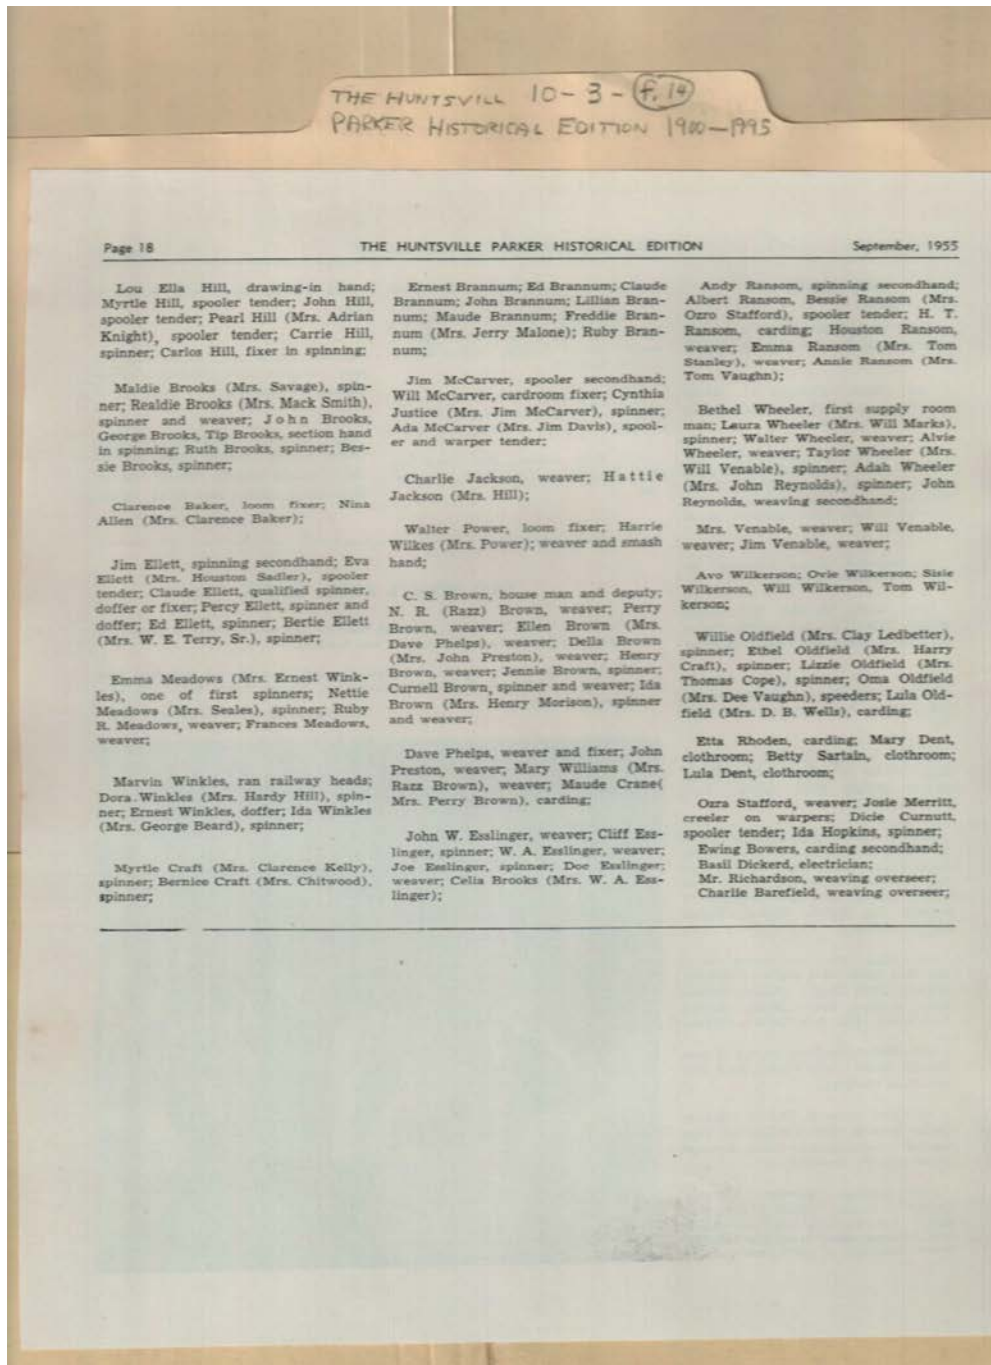 THE HUNTSVILL 10-3-f.14
PARKER HISTORICAL EDITION 1900-1995
Page 18
THE HUNTSVILLE PARKER HISTORICAL EDITION
September, 1955
Lou Ella Hill, drawing-in hand;
Myrtle Hill, spooler tender; John Hill,
spooler tender; Pearl Hill (Mrs. Adrian
Knight), spooler tender; Carrie Hill,
spinner; Carlos Hill, fixer in spinning;
Maldie Brooks (Mrs. Savage), spin-
ner; Realdie Brooks (Mrs. Mack Smith),
spinner and weaver; John Brooks,
George Brooks, Tip Brooks, section hand
in spinning; Ruth Brooks, spinner; Bes-
sie Brooks, spinner;
Clarence Baker, loom fixer; Nina
Allen (Mrs. Clarence Baker);
Jim Ellett, spinning secondhand; Eva
Ellett (Mrs. Houston Sadler), spooler
tender; Claude Ellett, qualified spinner,
doffer or fixer; Percy Ellett, spinner and
doffer; Ed Ellett, spinner; Bertie Ellett
(Mrs. W. E. Terry, Sr.), spinner;
Emma Meadows (Mrs. Ernest Wink-
les), one of first spinners; Nettie
Meadows (Mrs. Seales), spinner; Ruby
R. Meadows, weaver; Frances Meadows,
weaver;
Marvin Winkles, ran railway heads;
Dora Winkles (Mrs. Hardy Hill), spin-
ner; Ernest Winkles, doffer; Ida Winkles
(Mrs. George Beard), spinner;
Myrtle Craft (Mrs. Clarence Kelly),
spinner; Bernice Craft (Mrs. Chitwood),
spinner;
Ernest Brannum; Ed Brannum; Claude
Brannum; John Brannum; Lillian Bran-
num; Maude Brannum; Freddie Bran-
num (Mrs. Jerry Malone); Ruby Bran-
num;
Jim McCarver, spooler secondhand;
Will McCarver, cardroom fixer; Cynthia
Justice (Mrs. Jim McCarver), spinner;
Ada McCarver (Mrs. Jim Davis), spool-
er and warper tender;
Charlie Jackson, weaver; Hattie
Jackson (Mrs. Hill);
Walter Power, loom fixer; Harrie
Wilkes (Mrs. Power); weaver and smash
hand;
C. S. Brown, house man and deputy;
N. R. (Razz) Brown, weaver; Perry
Brown, weaver; Ellen Brown (Mrs.
Dave Phelps), weaver; Della Brown
(Mrs. John Preston), weaver; Henry
Brown, weaver; Jennie Brown, spinner;
Curnell Brown, spinner and weaver; Ida
Brown (Mrs. Henry Morison), spinner
and weaver;
Dave Phelps, weaver and fixer; John
Preston, weaver; Mary Williams (Mrs.
Razz Brown), weaver; Maude Crane(
Mrs. Perry Brown), carding;
John W. Esslinger, weaver; Cliff Ess-
linger, spinner; W. A. Esslinger, weaver;
Joe Esslinger, spinner; Doc Esslinger;
weaver; Celia Brooks (Mrs. W. A. Ess-
linger);
Andy Ransom, spinning secondhand;
Albert Ransom, Bessie Ransom (Mrs.
Ozro Stafford), spooler tender; H. T.
Ransom, carding; Houston Ransom,
weaver; Emma Ransom (Mrs. Tom
Stanley), weaver; Annie Ransom (Mrs.
Tom Vaughn);
Bethel Wheeler, first supply room
man; Laura Wheeler (Mrs. Will Marks),
spinner; Walter Wheeler, weaver; Alvie
Wheeler, weaver; Taylor Wheeler (Mrs.
Will Venable), spinner; Adah Wheeler
(Mrs. John Reynolds), spinner; John
Reynolds, weaving secondhand;
Mrs. Venable, weaver; Will Venable,
weaver; Jim Venable, weaver;
Avo Wilkerson; Ovie Wilkerson; Sisie
Wilkerson, Will Wilkerson, Tom Wil-
kerson;
Willie Oldfield (Mrs. Clay Ledbetter),
spinner; Ethel Oldfield (Mrs. Harry
Craft), spinner; Lizzie Oldfield (Mrs.
Thomas Cope), spinner; Oma Oldfield
(Mrs. Dee Vaughn), speeders; Lula Old-
field (Mrs. D. B. Wells), carding;
Etta Rhoden, carding; Mary Dent,
clothroom; Betty Sartain, clothroom;
Lula Dent, clothroom;
Ozra Stafford, weaver; Josie Merritt,
creeler on warpers; Dicie Curnutt,
spooler tender; Ida Hopkins, spinner;
Ewing Bowers, carding secondhand;
Basil Dickerd, electrician;
Mr. Richardson, weaving overseer;
Charlie Barefield, weaving overseer;